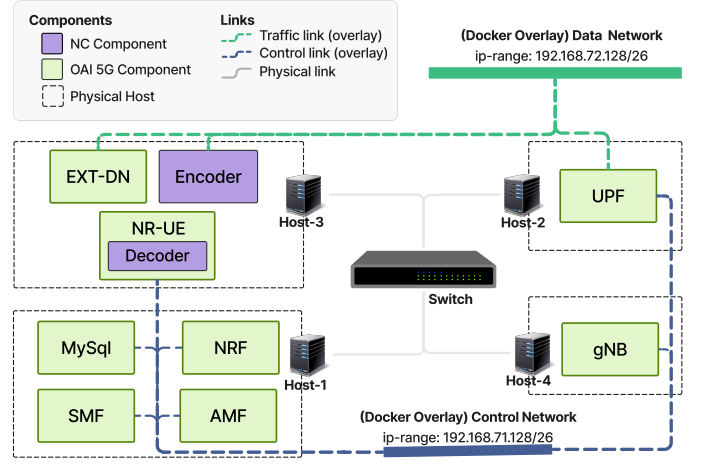 Components
NC Component
OAI 5G Component
Physical Host
Links
Traffic link (overlay)
Control link (overlay)
Physical link
(Docker Overlay) Data Network
ip-range: 192.168.72.128/26
EXT-DN
Encoder
NR-UE
Decoder
Host-3
Host-2
UPF
Switch
MySql
NRF
SMF
AMF
Host-1
Host-4
gNB
(Docker Overlay) Control Network
ip-range: 192.168.71.128/26